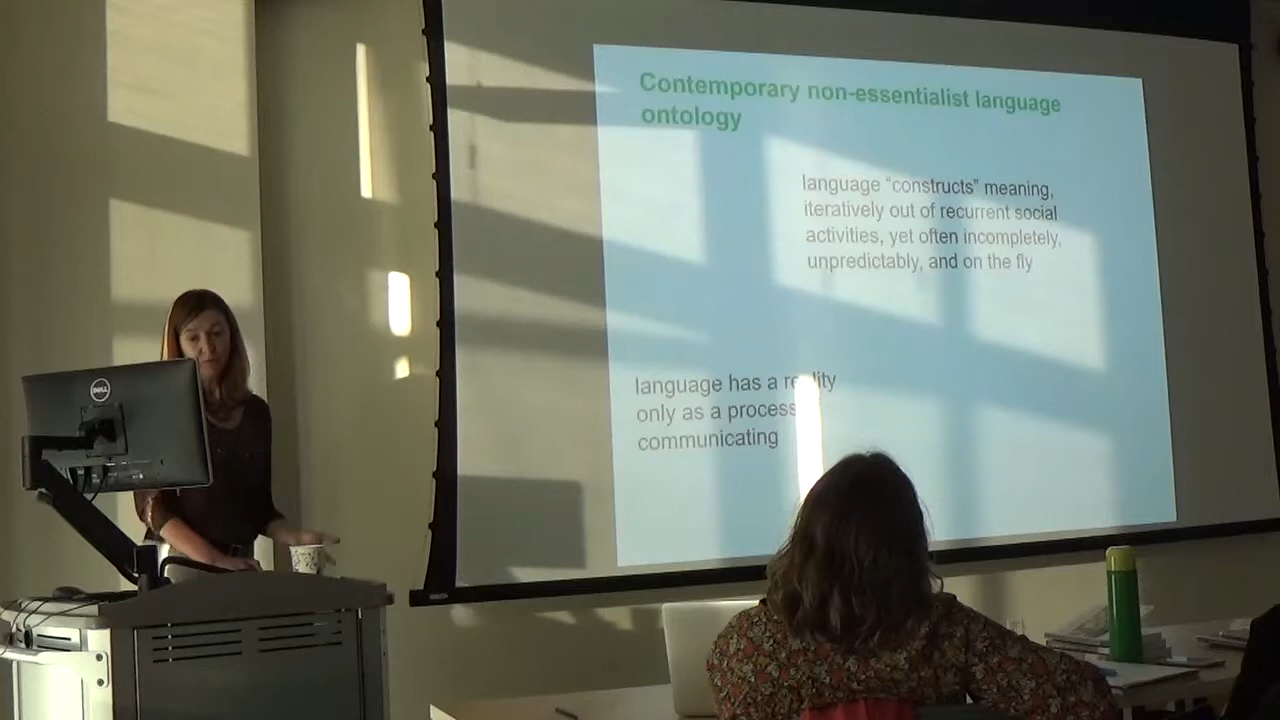 Contemporary non-essentialist language
ontology
language “constructs” meaning,
iteratively out of recurrent social
activities, yet often incompletely,
unpredictably, and on the fly
language has a reality
only as a process
communicating
DELL